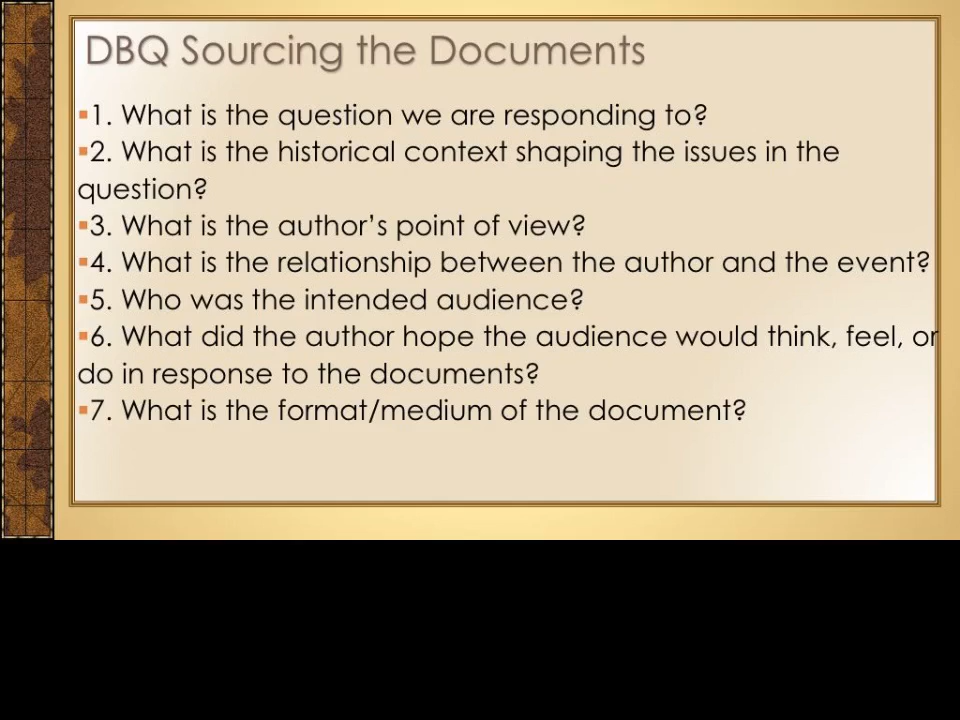 DBQ Sourcing the Documents
▪1. What is the question we are responding to?
▪2. What is the historical context shaping the issues in the
question?
▪3. What is the author’s point of view?
▪4. What is the relationship between the author and the event?
▪5. Who was the intended audience?
▪6. What did the author hope the audience would think, feel, or
do in response to the documents?
▪7. What is the format/medium of the document?